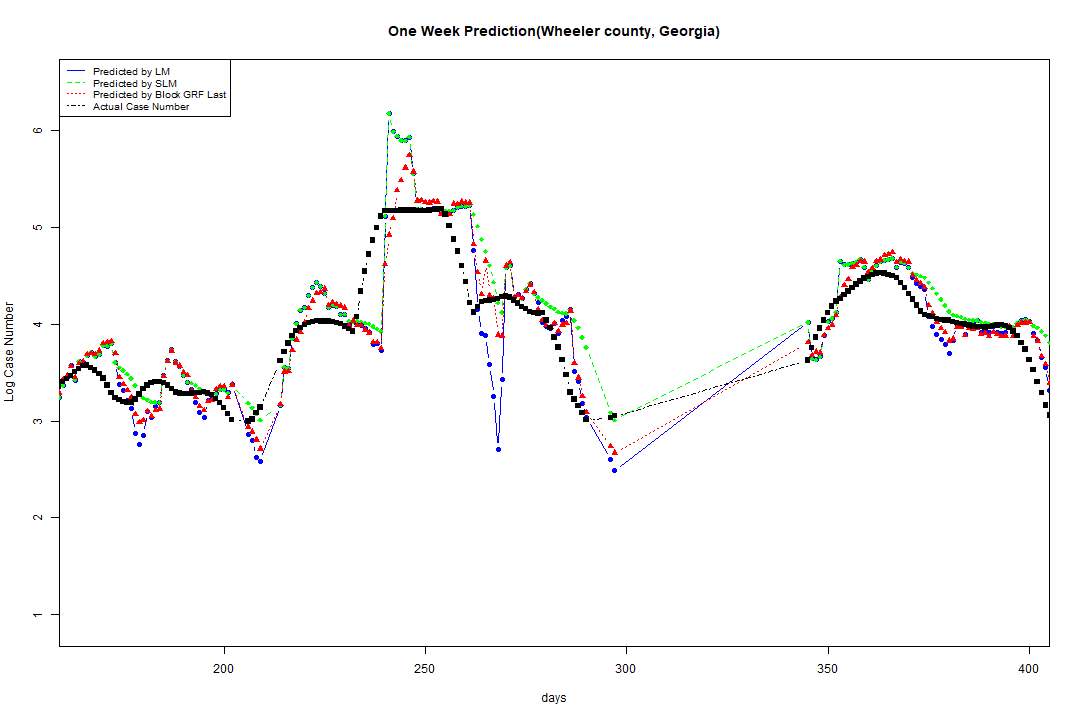 One Week Prediction(Wheeler county, Georgia)
Predicted by LM
Predicted by SLM
Predicted by Block GRF Last
Actual Case Number
6
5
4
3
2
1
Log Case Number
200 250 300 350 400
days